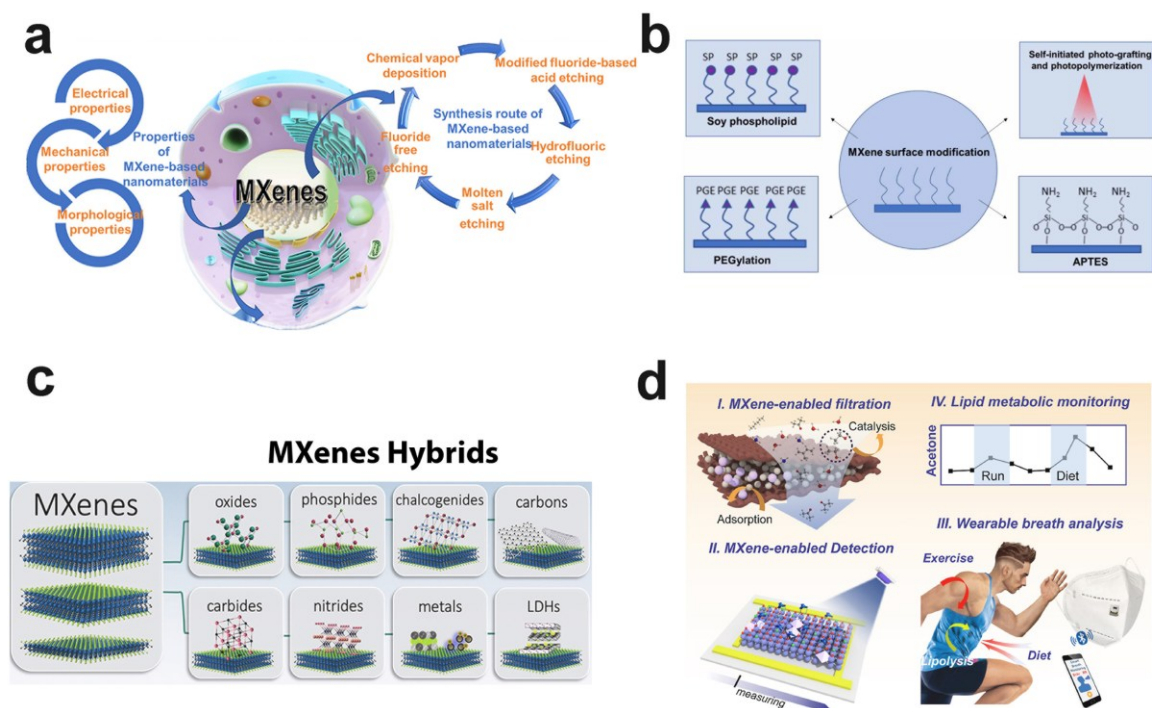 a
Electrical
properties
Mechanical
properties
Morphological
properties
Properties
of
MXene-based
nanomaterials
MXenes
Chemical vapor
deposition
Modified fluoride-based
acid etching
Synthesis route of
MXene-based
nanomaterials
Hydrofluoric
etching
Molten
salt
etching
Fluoride
free
etching
b
SP SP SP SP SP
Soy phospholipid
Self-initiated photo-grafting
and photopolymerization
MXene surface modification
PGE PGE PGE PGE PGE
PEGylation
NH2 NH2 NH2
Si Si Si
O O O O O O
O O O
APTES
c
MXenes Hybrids
MXenes
oxides
phosphides
chalcogenides
carbons
carbides
nitrides
metals
LDHs
d
I. MXene-enabled filtration
Catalysis
Adsorption
II. MXene-enabled Detection
measuring
IV. Lipid metabolic monitoring
Acetone
Run
Diet
III. Wearable breath analysis
Exercise
Lipolysis
Diet